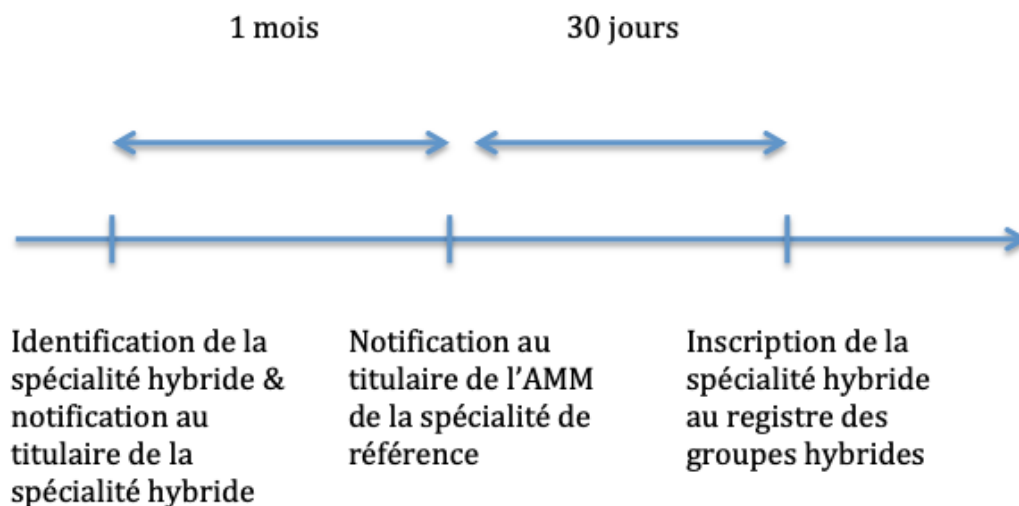 1 mois
30 jours
Identification de la
spécialité hybride &
notification au
titulaire de la
spécialité hybride
Notification au
titulaire de l'AMM
de la spécialité de
référence
Inscription de la
spécialité hybride
au registre des
groupes hybrides